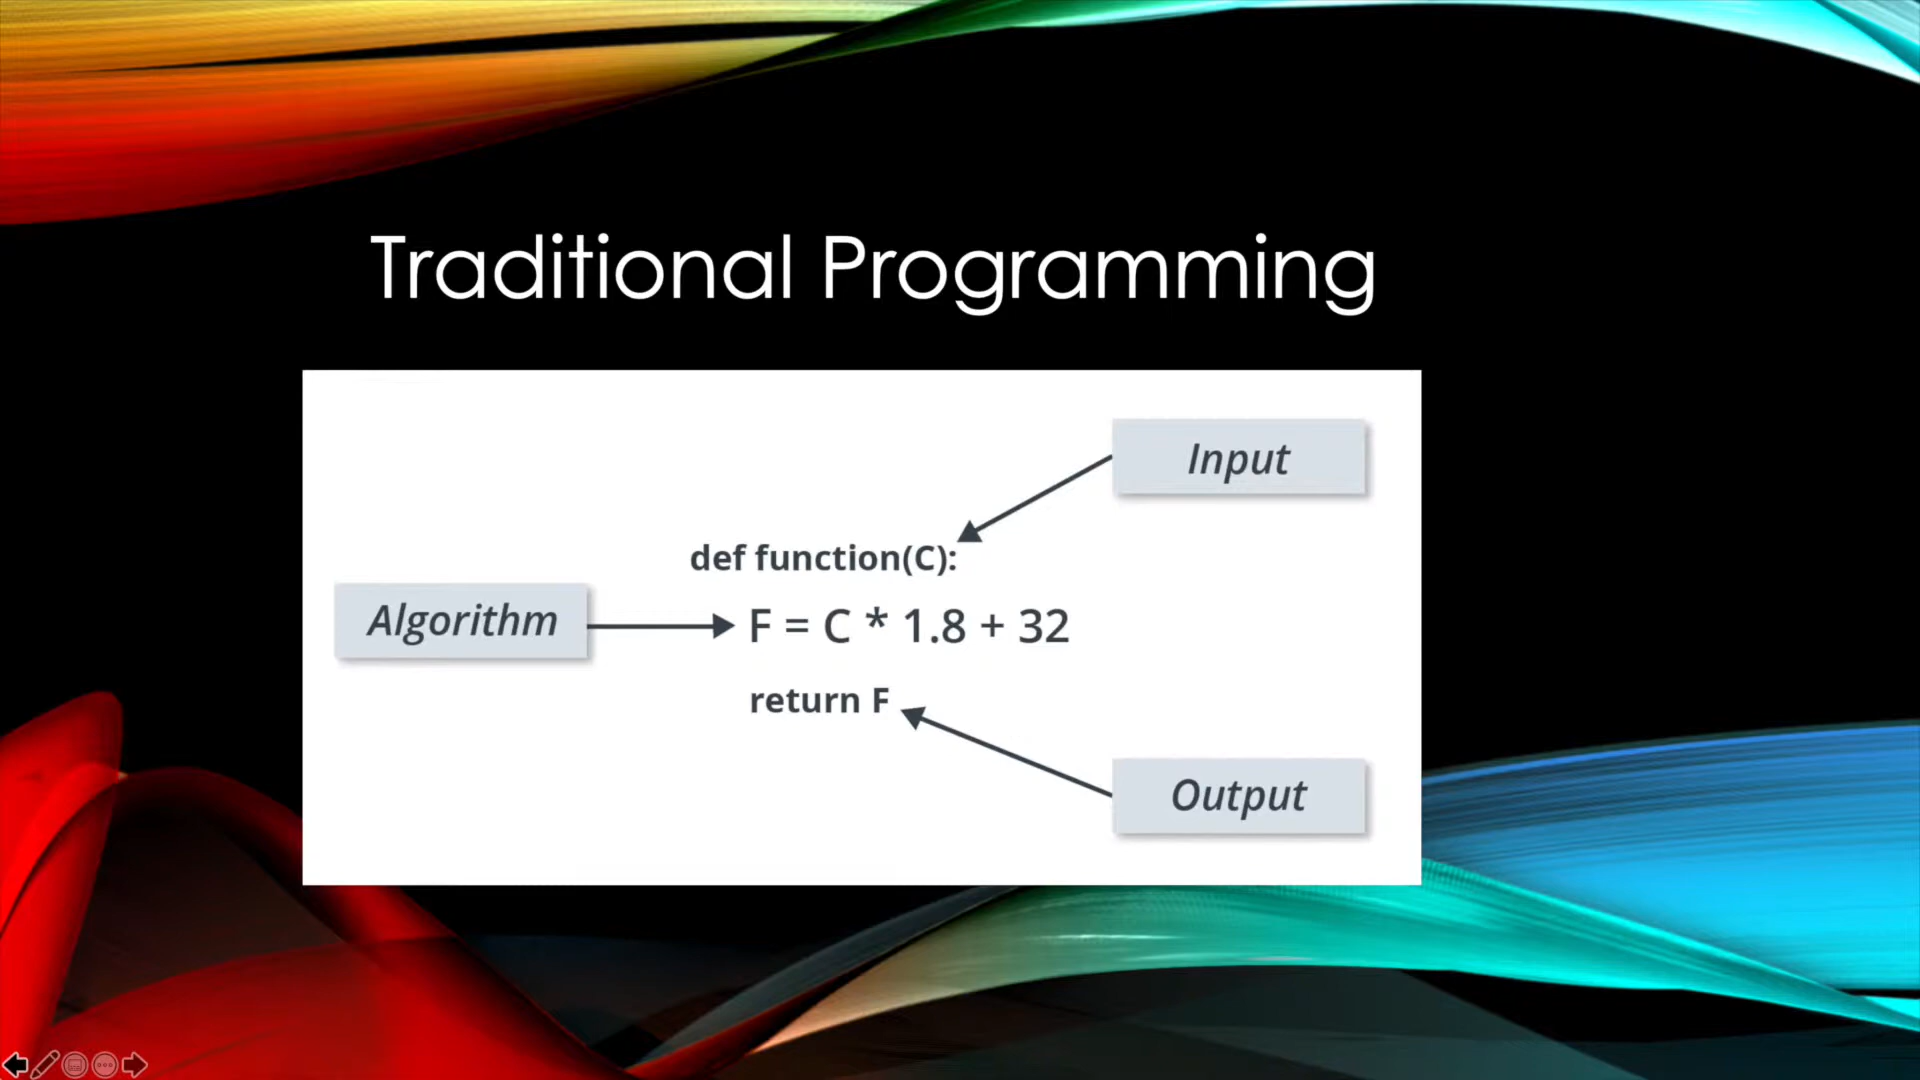 Traditional Programming
Input
def function(C):
Algorithm
F = C * 1.8 + 32
return F
Output